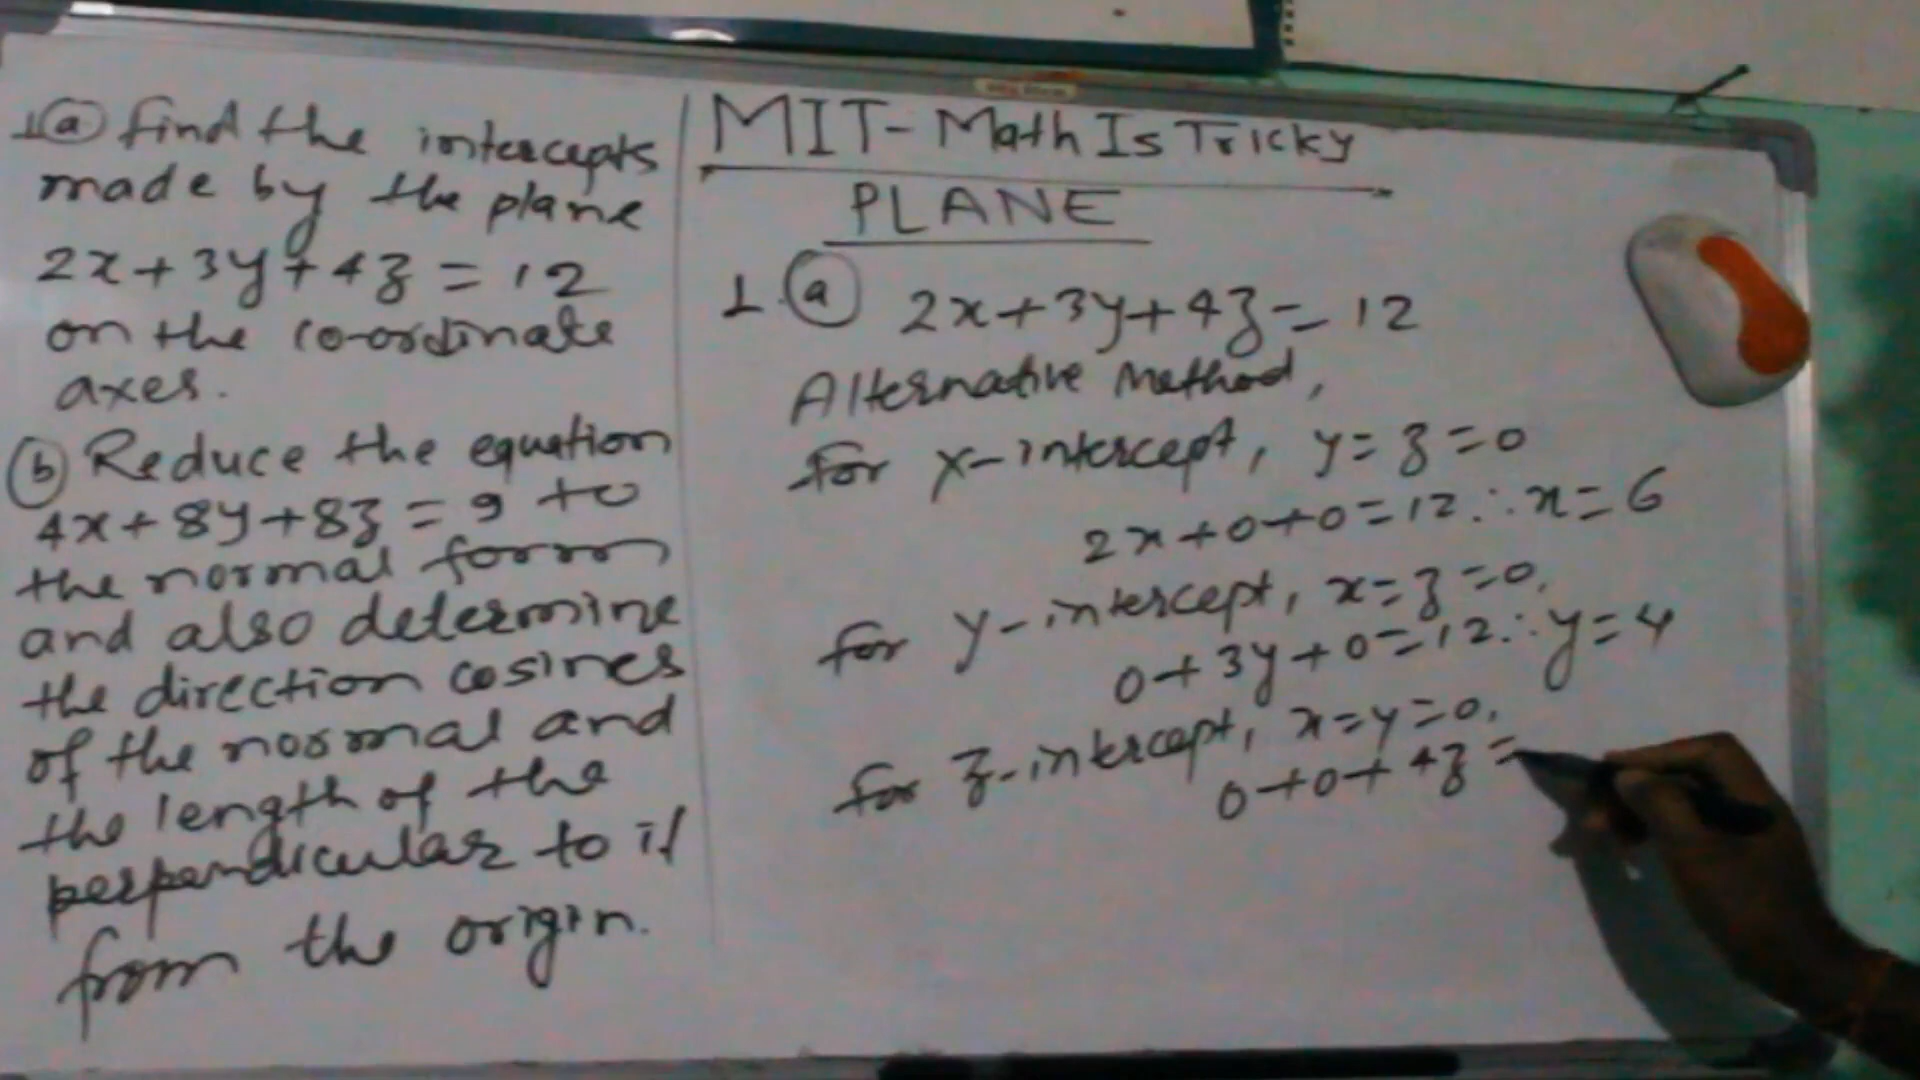 1 (a) find the intercepts
made by the plane
2x+3y+4z=12
on the co-ordinate
axes.
(b) Reduce the equation
4x+8y+8z=9 to
the normal form
and also determine
the direction cosines
of the normal and
the length of the
perpendicular to it
from the origin.
MIT-Math Is Tricky
PLANE
1. (a) 2x+3y+4z=12
Alternative Method,
for x-intercept, y=z=0
2x+0+0=12 ∴ x=6
for y-intercept, x=z=0.
0+3y+0=12 ∴ y=4
for z-intercept, x=y=0.
0+0+4z=